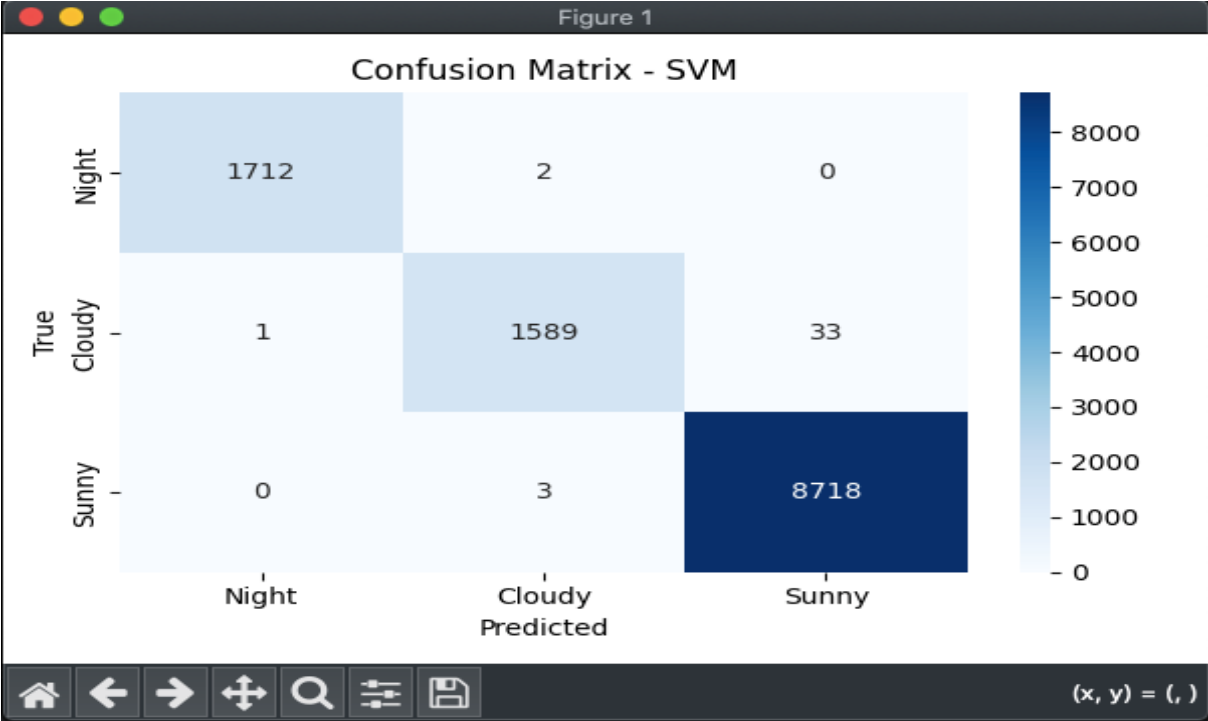 Figure 1
Confusion Matrix - SVM
Night 1712 2 0
True
Cloudy 1 1589 33
Sunny 0 3 8718
Night Cloudy Sunny
Predicted
8000
7000
6000
5000
4000
3000
2000
1000
0
(x, y) = (, )